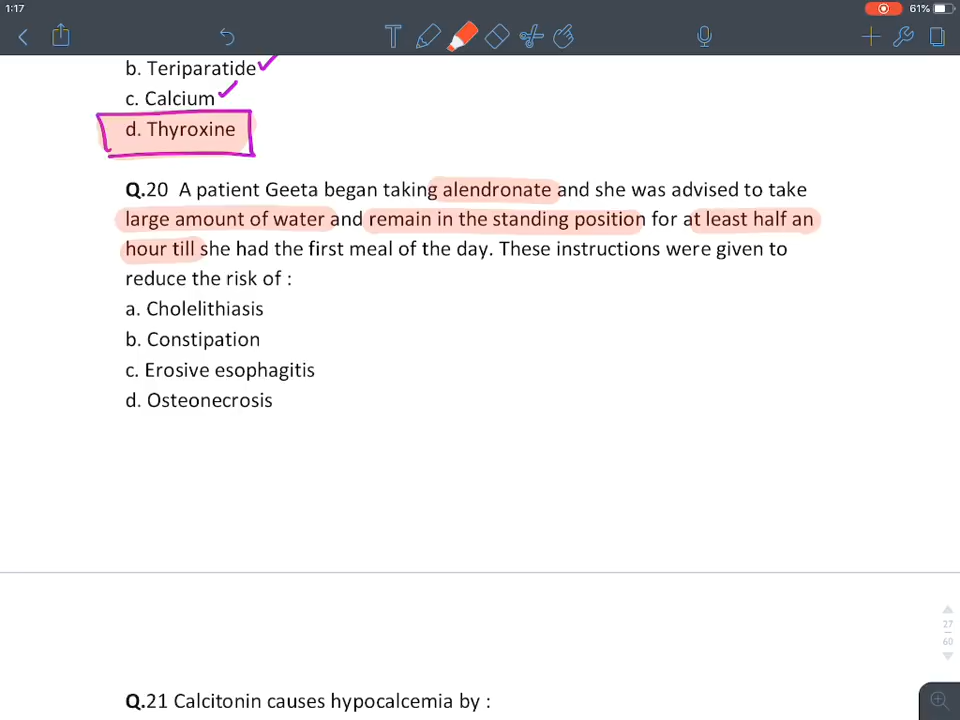 1:17
61%
T
b. Teriparatide
c. Calcium
d. Thyroxine
Q.20 A patient Geeta began taking alendronate and she was advised to take
large amount of water and remain in the standing position for at least half an
hour till she had the first meal of the day. These instructions were given to
reduce the risk of :
a. Cholelithiasis
b. Constipation
c. Erosive esophagitis
d. Osteonecrosis
27
60
Q.21 Calcitonin causes hypocalcemia by :